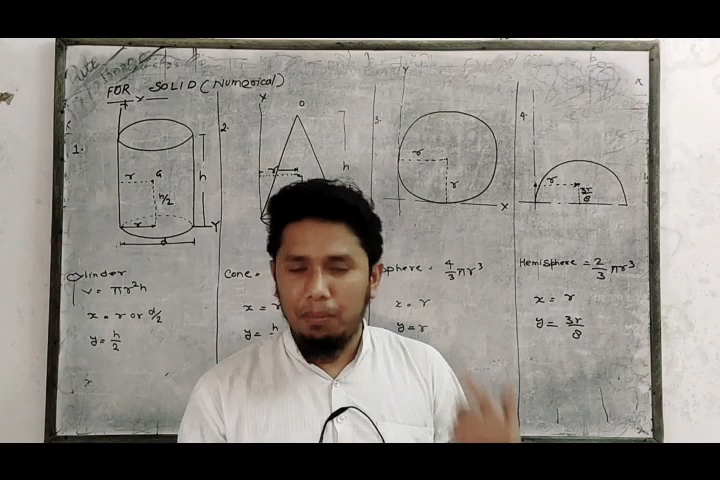 FOR SOLID (Numerical)
1.
X
r
G
h/2
h
r
Y
d
Cylinder
V = πr²h
x = r or d/2
y = h/2
2.
X
O
r
h
Cone =
x = r
y = h
3.
Y
r
r
X
Sphere = 4/3 πr³
x = r
y = r
4.
r
3r/8
Hemisphere = 2/3 πr³
x = r
y = 3r/8